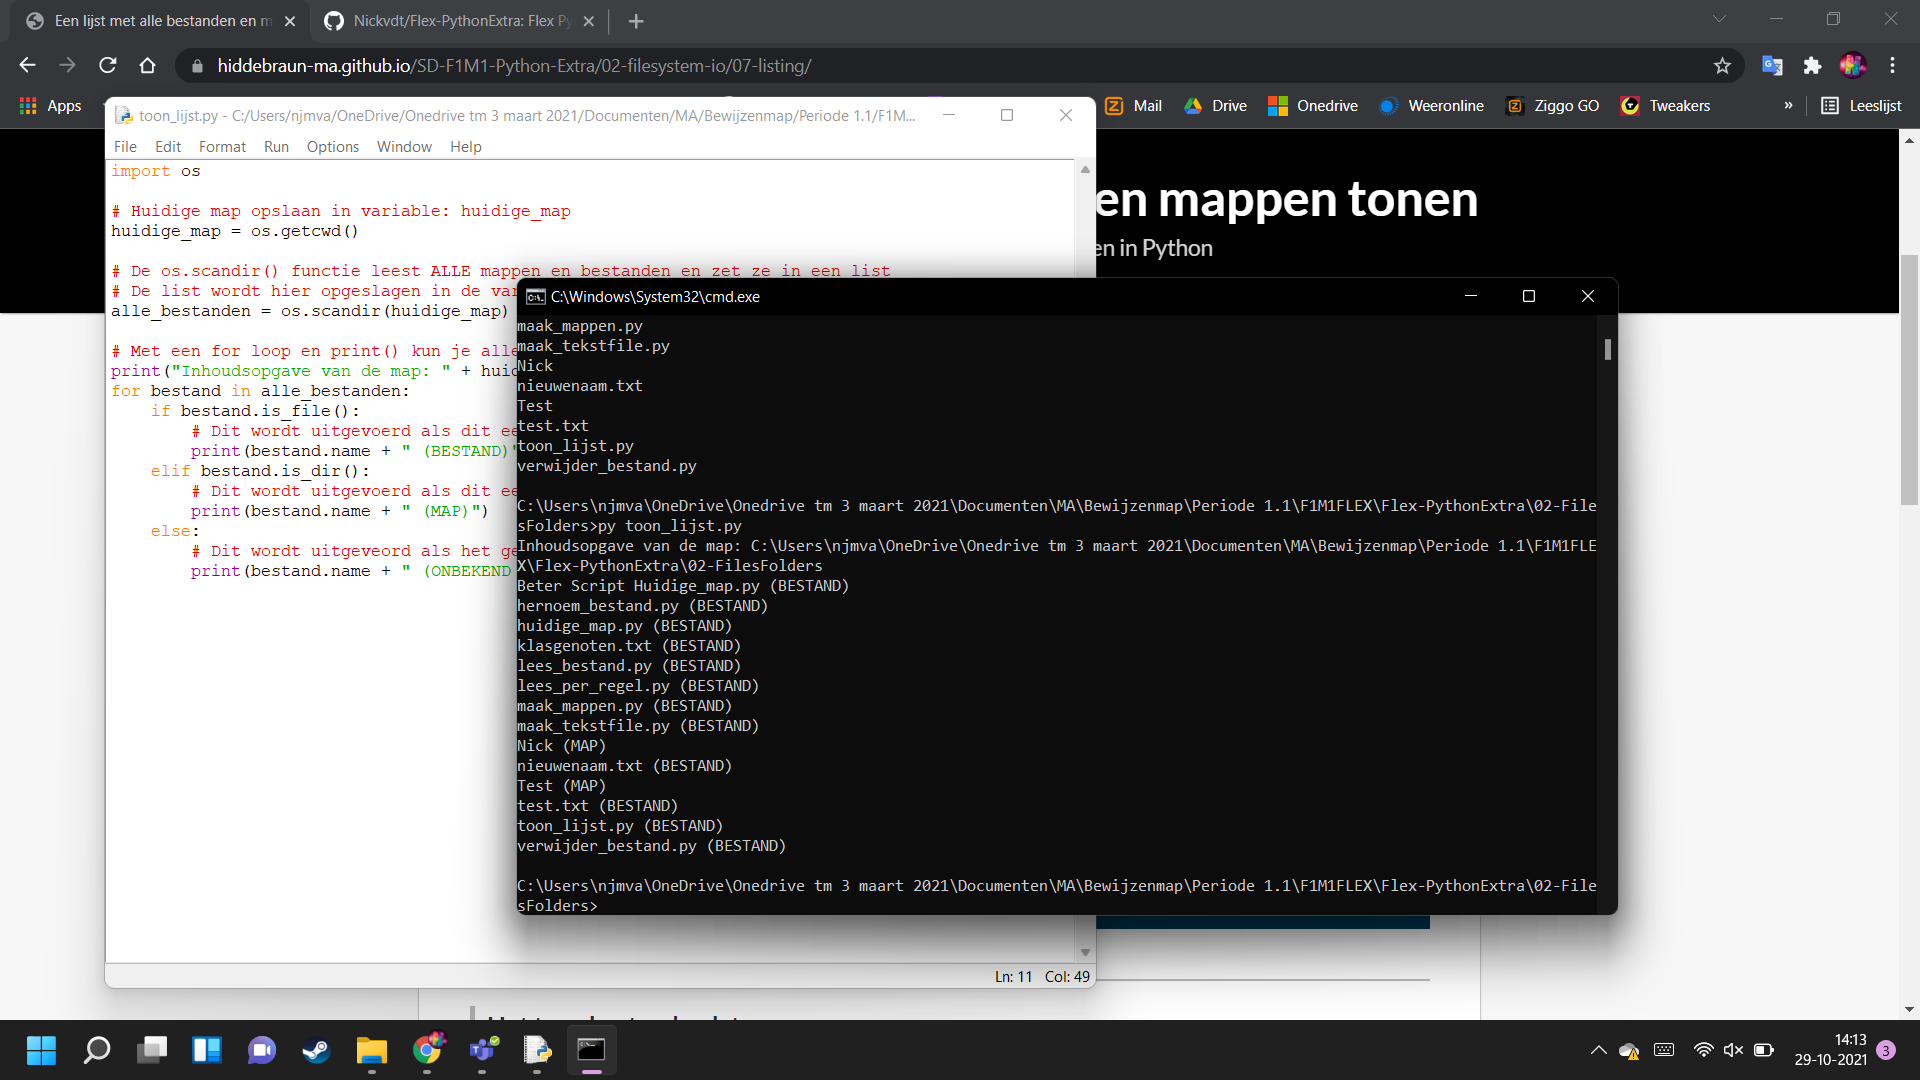 Een lijst met alle bestanden en m
Nickvdt/Flex-PythonExtra: Flex Py
hiddebraun-ma.github.io/SD-F1M1-Python-Extra/02-filesystem-io/07-listing/
Apps
Mail
Drive
Onedrive
Weeronline
Ziggo GO
Tweakers
»
Leeslijst
toon_lijst.py - C:/Users/njmva/OneDrive/Onedrive tm 3 maart 2021/Documenten/MA/Bewijzenmap/Periode 1.1/F1M...
File Edit Format Run Options Window Help
import os
# Huidige map opslaan in variable: huidige_map
huidige_map = os.getcwd()
# De os.scandir() functie leest ALLE mappen en bestanden en zet ze in een list
# De list wordt hier opgeslagen in de var
alle_bestanden = os.scandir(huidige_map)
# Met een for loop en print() kun je alle
print("Inhoudsopgave van de map: " + huid
for bestand in alle_bestanden:
if bestand.is_file():
# Dit wordt uitgevoerd als dit ee
print(bestand.name + " (BESTAND)"
elif bestand.is_dir():
# Dit wordt uitgevoerd als dit ee
print(bestand.name + " (MAP)")
else:
# Dit wordt uitgeveord als het ge
print(bestand.name + " (ONBEKEND
Ln: 11 Col: 49
en mappen tonen
en in Python
C:\Windows\System32\cmd.exe
maak_mappen.py
maak_tekstfile.py
Nick
nieuwenaam.txt
Test
test.txt
toon_lijst.py
verwijder_bestand.py
C:\Users\njmva\OneDrive\Onedrive tm 3 maart 2021\Documenten\MA\Bewijzenmap\Periode 1.1\F1M1FLEX\Flex-PythonExtra\02-File
sFolders>py toon_lijst.py
Inhoudsopgave van de map: C:\Users\njmva\OneDrive\Onedrive tm 3 maart 2021\Documenten\MA\Bewijzenmap\Periode 1.1\F1M1FLE
X\Flex-PythonExtra\02-FilesFolders
Beter Script Huidige_map.py (BESTAND)
hernoem_bestand.py (BESTAND)
huidige_map.py (BESTAND)
klasgenoten.txt (BESTAND)
lees_bestand.py (BESTAND)
lees_per_regel.py (BESTAND)
maak_mappen.py (BESTAND)
maak_tekstfile.py (BESTAND)
Nick (MAP)
nieuwenaam.txt (BESTAND)
Test (MAP)
test.txt (BESTAND)
toon_lijst.py (BESTAND)
verwijder_bestand.py (BESTAND)
C:\Users\njmva\OneDrive\Onedrive tm 3 maart 2021\Documenten\MA\Bewijzenmap\Periode 1.1\F1M1FLEX\Flex-PythonExtra\02-File
sFolders>
14:13
29-10-2021
3